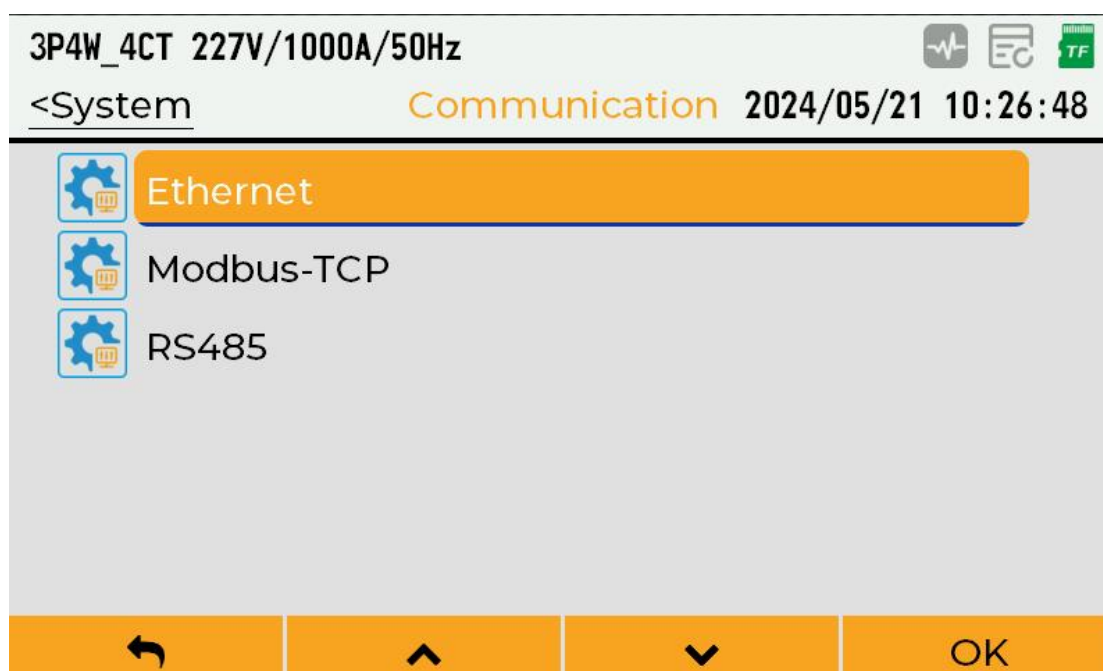 3P4W_4CT 227V/1000A/50Hz
TF
<System Communication 2024/05/21 10:26:48
Ethernet
Modbus-TCP
RS485
OK